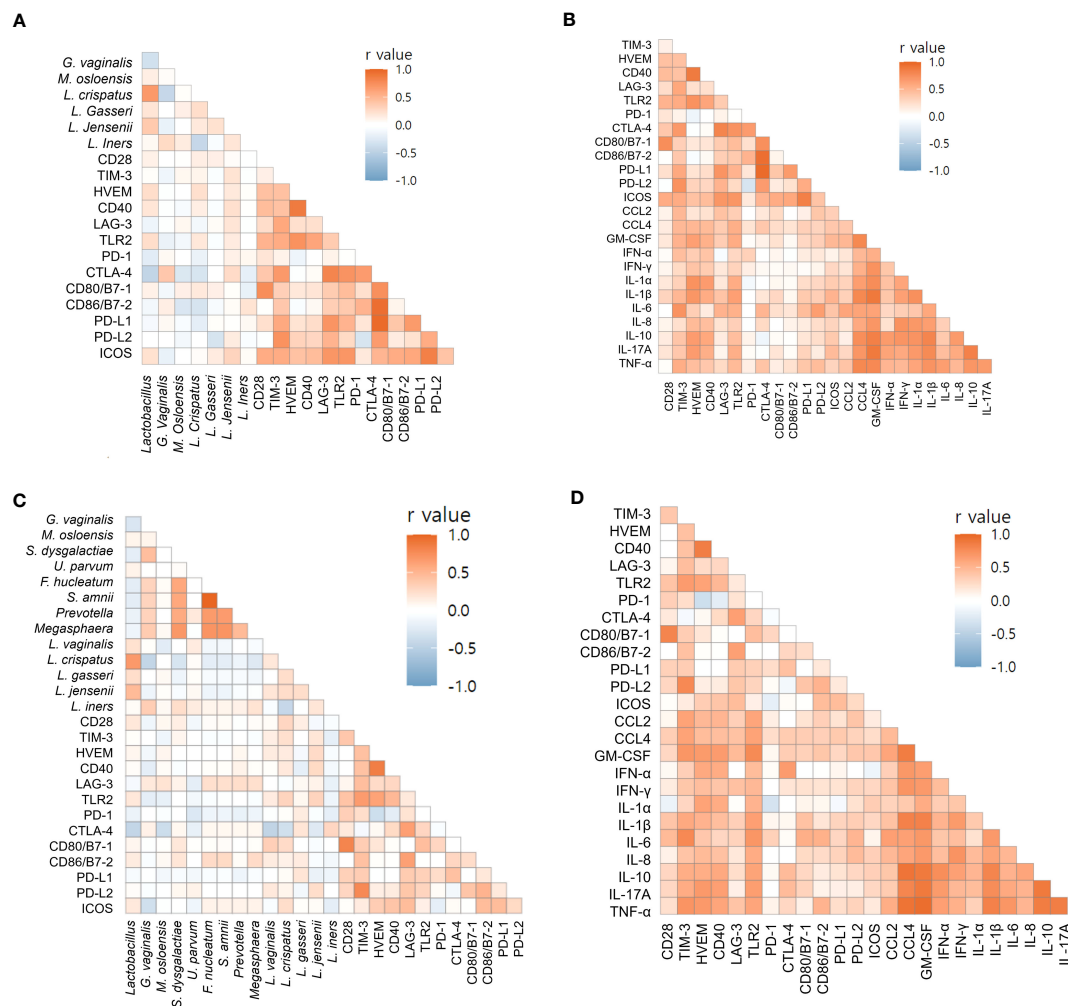 A
r value
1.0
0.5
0.0
-0.5
-1.0
G. vaginalis
M. osloensis
L. crispatus
L. Gasseri
L. Jensenii
L. Iners
CD28
TIM-3
HVEM
CD40
LAG-3
TLR2
PD-1
CTLA-4
CD80/B7-1
CD86/B7-2
PD-L1
PD-L2
ICOS
Lactobacillus
G. Vaginalis
M. Osloensis
L. Crispatus
L. Gasseri
L. Jensenii
L. Iners
CD28
TIM-3
HVEM
CD40
LAG-3
TLR2
PD-1
CTLA-4
CD80/B7-1
CD86/B7-2
PD-L1
PD-L2
B
r value
1.0
0.5
0.0
-0.5
-1.0
TIM-3
HVEM
CD40
LAG-3
TLR2
PD-1
CTLA-4
CD80/B7-1
CD86/B7-2
PD-L1
PD-L2
ICOS
CCL2
CCL4
GM-CSF
IFN-α
IFN-γ
IL-1α
IL-1β
IL-6
IL-8
IL-10
IL-17A
TNF-α
CD28
TIM-3
HVEM
CD40
LAG-3
TLR2
PD-1
CTLA-4
CD80/B7-1
CD86/B7-2
PD-L1
PD-L2
ICOS
CCL2
CCL4
GM-CSF
IFN-α
IFN-γ
IL-1α
IL-1β
IL-6
IL-8
IL-10
IL-17A
C
r value
1.0
0.5
0.0
-0.5
-1.0
G. vaginalis
M. osloensis
S. dysgalactiae
U. parvum
F. hucleatum
S. amnii
Prevotella
Megasphaera
L. vaginalis
L. crispatus
L. gasseri
L. jensenii
L. iners
CD28
TIM-3
HVEM
CD40
LAG-3
TLR2
PD-1
CTLA-4
CD80/B7-1
CD86/B7-2
PD-L1
PD-L2
ICOS
Lactobacillus
G. vaginalis
M. osloensis
S. dysgalactiae
U. parvum
F. nucleatum
S. amnii
Prevotella
Megasphaera
L. vaginalis
L. crispatus
L. gasseri
L. jensenii
L. iners
CD28
TIM-3
HVEM
CD40
LAG-3
TLR2
PD-1
CTLA-4
CD80/B7-1
CD86/B7-2
PD-L1
PD-L2
D
r value
1.0
0.5
0.0
-0.5
-1.0
TIM-3
HVEM
CD40
LAG-3
TLR2
PD-1
CTLA-4
CD80/B7-1
CD86/B7-2
PD-L1
PD-L2
ICOS
CCL2
CCL4
GM-CSF
IFN-α
IFN-γ
IL-1α
IL-1β
IL-6
IL-8
IL-10
IL-17A
TNF-α
CD28
TIM-3
HVEM
CD40
LAG-3
TLR2
PD-1
CTLA-4
CD80/B7-1
CD86/B7-2
PD-L1
PD-L2
ICOS
CCL2
CCL4
GM-CSF
IFN-α
IFN-γ
IL-1α
IL-1β
IL-6
IL-8
IL-10
IL-17A